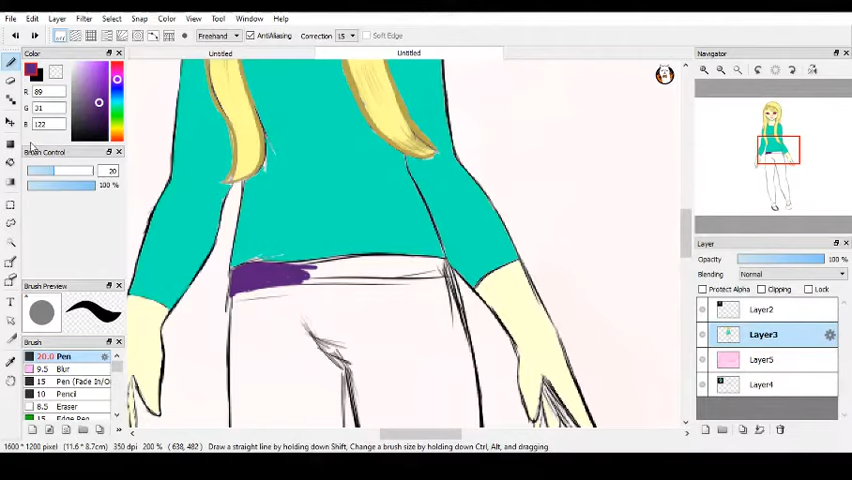 File Edit Layer Filter Select Snap Color View Tool Window Help
Freehand AntiAliasing Correction 15 Soft Edge
Color
Untitled
Untitled
Navigator
R 89
G 31
B 122
Brush Control
20
100 %
Layer
Opacity 100 %
Blending Normal
Protect Alpha Clipping Lock
Brush Preview
Layer2
Layer3
Brush
20.0 Pen
Layer5
9.5 Blur
15 Pen (Fade In/O
Layer4
10 Pencil
8.5 Eraser
15 Edge Pen
1600 * 1200 pixel (11.6 * 8.7cm) 350 dpi 200 % ( 638, 482 ) Draw a straight line by holding down Shift, Change a brush size by holding down Ctrl, Alt, and dragging